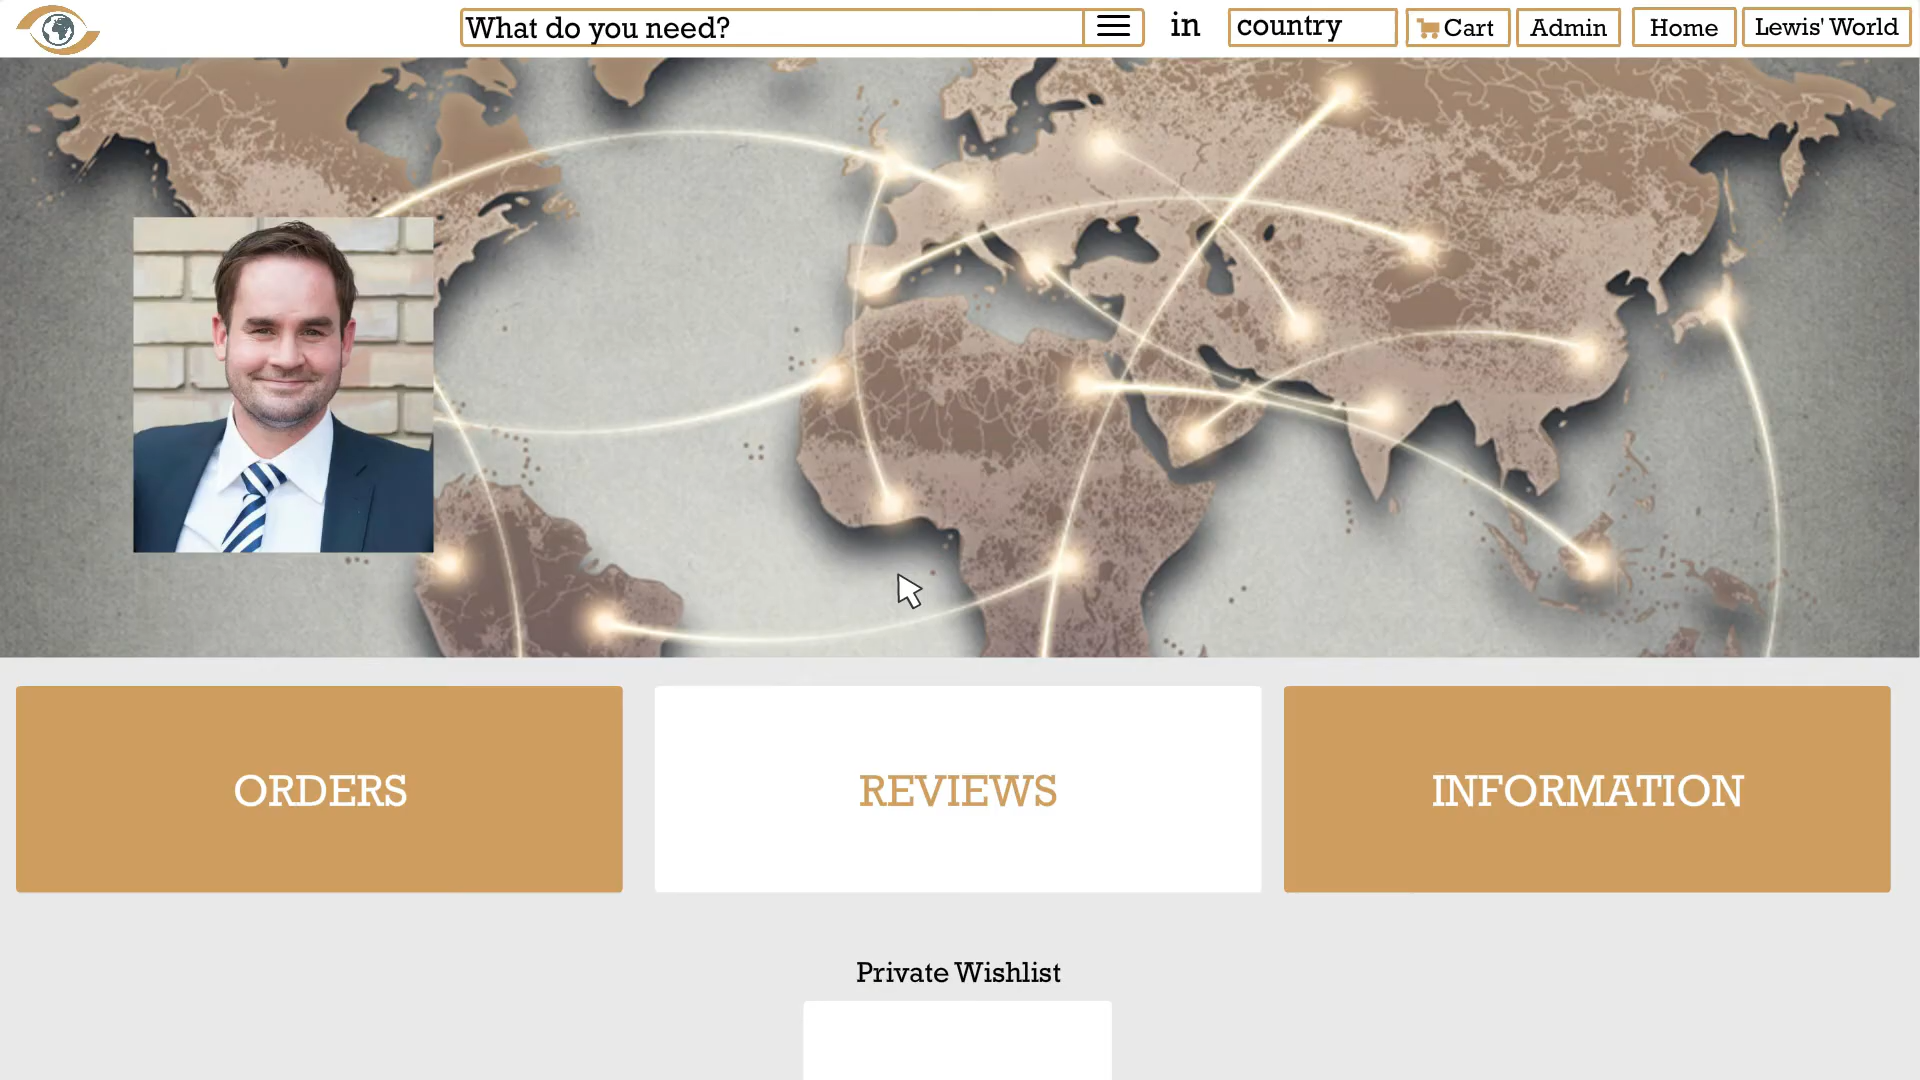 What do you need?
in
country
Cart
Admin
Home
Lewis' World
ORDERS
REVIEWS
INFORMATION
Private Wishlist